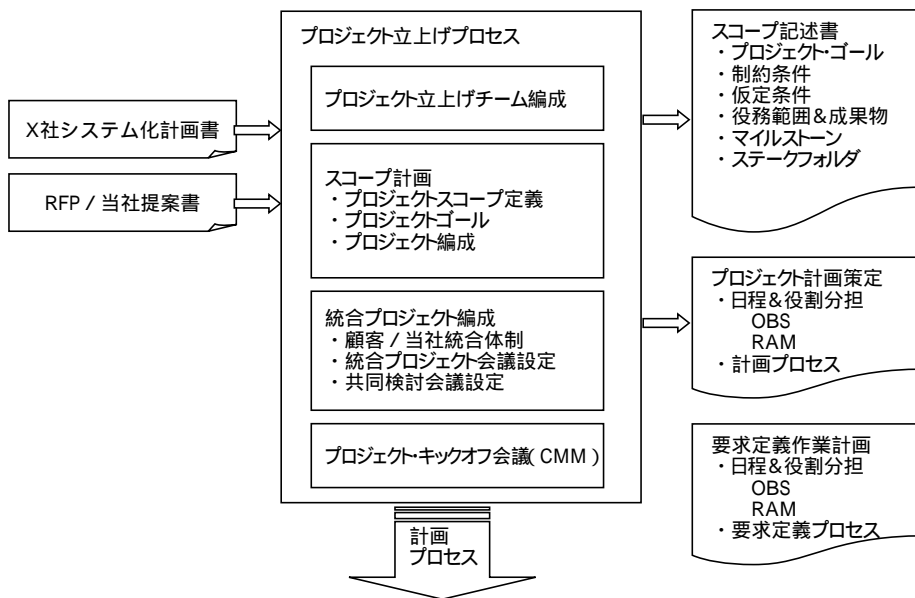 X社システム化計画書
RFP / 当社提案書
プロジェクト立上げプロセス
プロジェクト立上げチーム編成
スコープ計画
・プロジェクトスコープ定義
・プロジェクトゴール
・プロジェクト編成
統合プロジェクト編成
・顧客 / 当社統合体制
・統合プロジェクト会議設定
・共同検討会議設定
プロジェクト・キックオフ会議( CMM )
計画
プロセス
スコープ記述書
・プロジェクト・ゴール
・制約条件
・仮定条件
・役務範囲&成果物
・マイルストーン
・ステークフォルダ
プロジェクト計画策定
・日程&役割分担
OBS
RAM
・計画プロセス
要求定義作業計画
・日程&役割分担
OBS
RAM
・要求定義プロセス